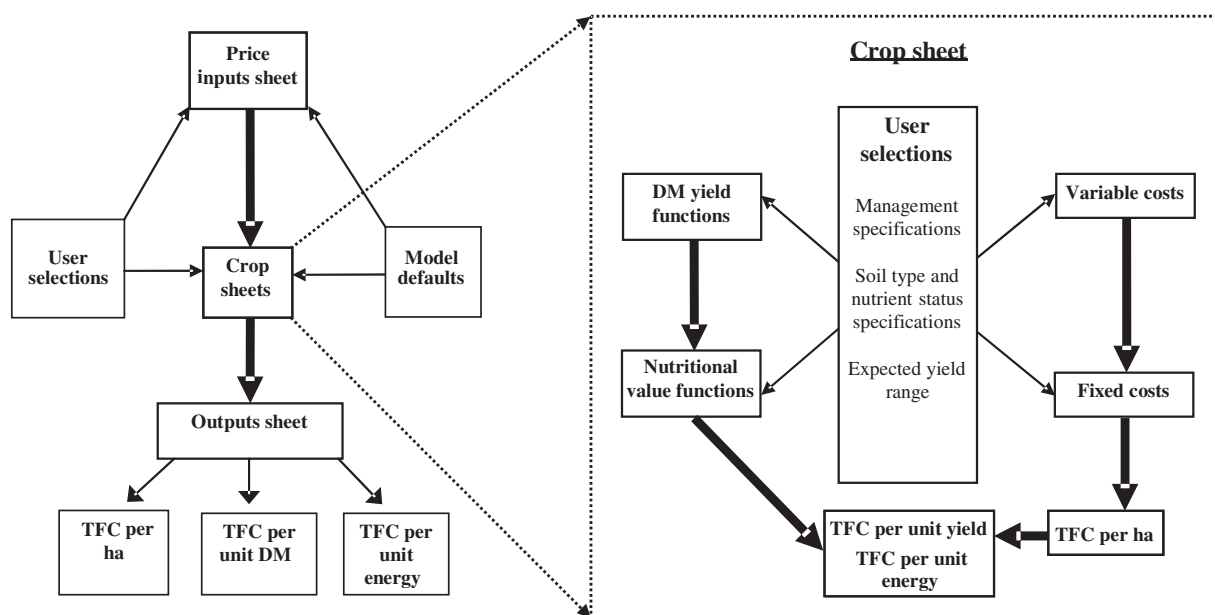 Price
inputs sheet
User
selections
Crop
sheets
Model
defaults
Outputs sheet
TFC per
ha
TFC per
unit DM
TFC per
unit
energy
Crop sheet
DM yield
functions
Nutritional
value functions
User
selections
Management
specifications
Soil type and
nutrient status
specifications
Expected yield
range
Variable costs
Fixed costs
TFC per unit yield
TFC per unit
energy
TFC per ha